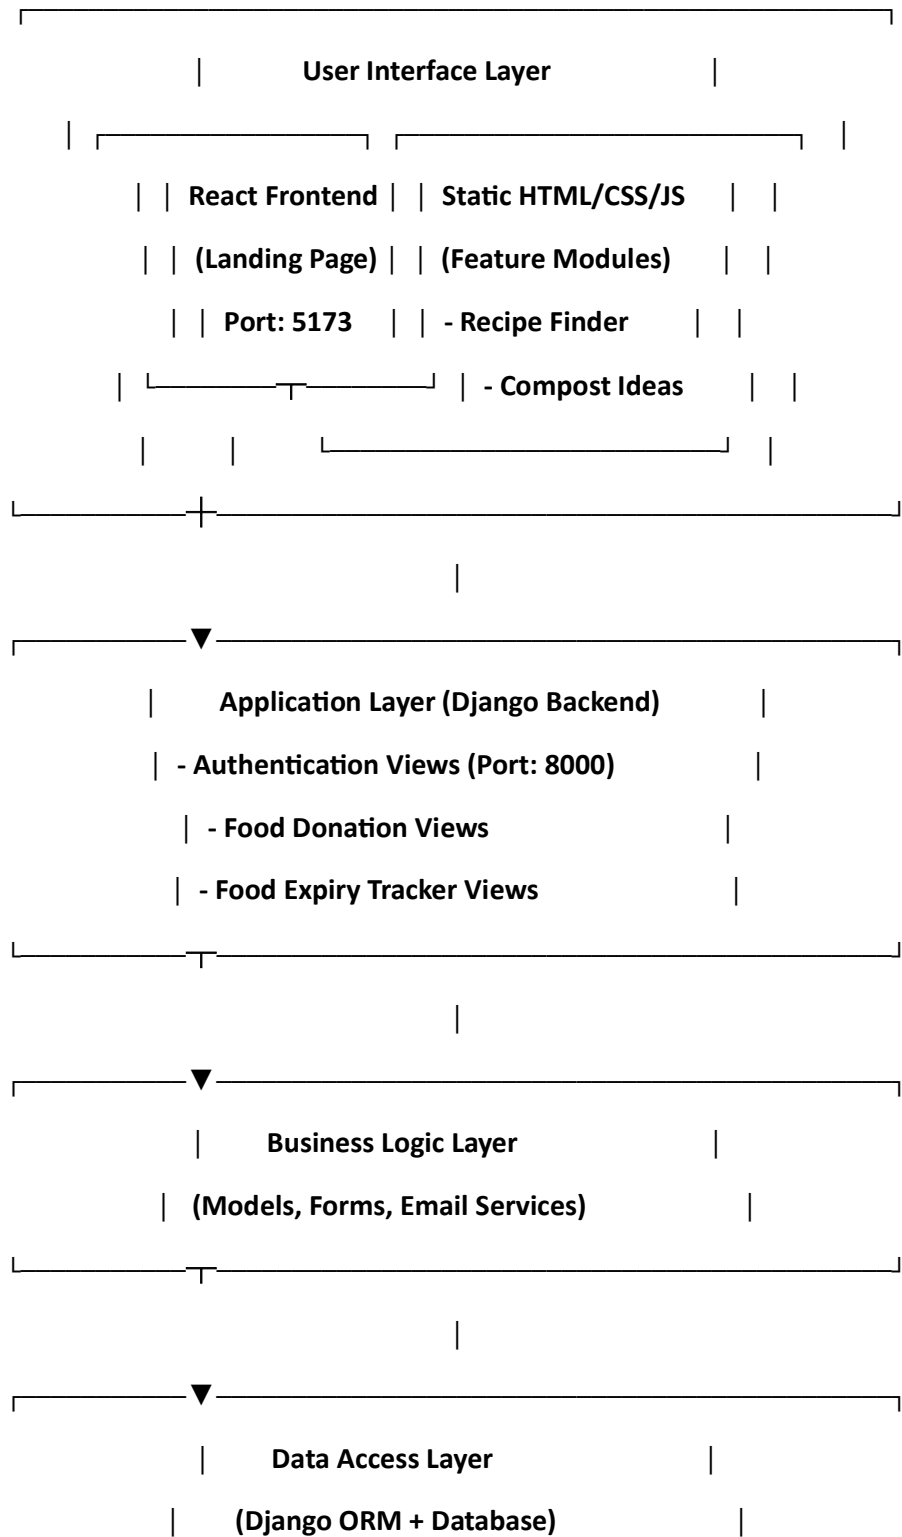 User Interface Layer
React Frontend Static HTML/CSS/JS
(Landing Page) (Feature Modules)
Port: 5173 - Recipe Finder
- Compost Ideas
Application Layer (Django Backend)
- Authentication Views (Port: 8000)
- Food Donation Views
- Food Expiry Tracker Views
Business Logic Layer
(Models, Forms, Email Services)
Data Access Layer
(Django ORM + Database)